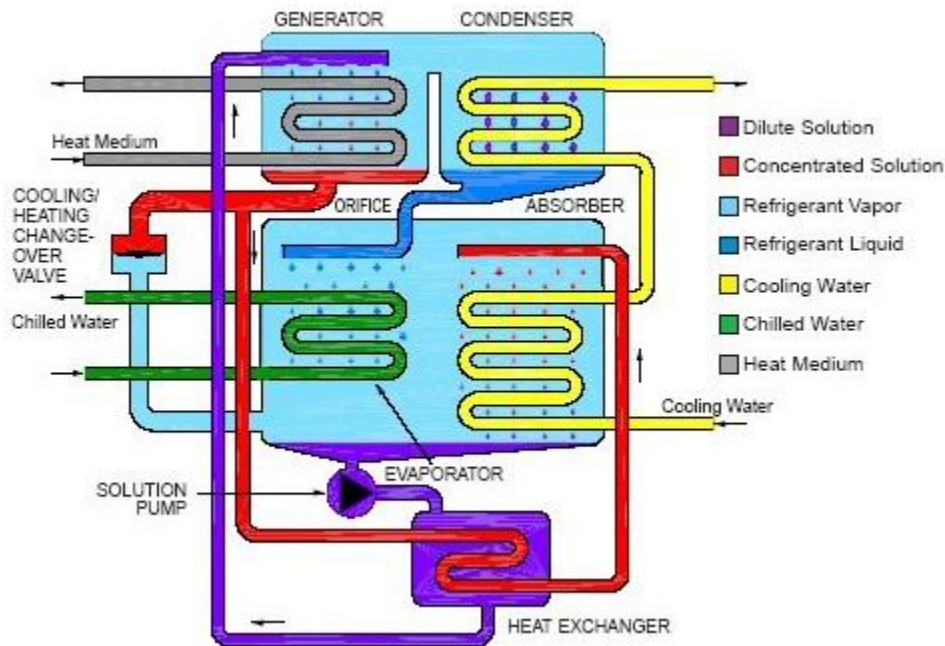 GENERATOR
CONDENSER
Heat Medium
COOLING/
HEATING
CHANGE-
OVER
VALVE
ORIFICE
ABSORBER
Chilled Water
Cooling Water
EVAPORATOR
SOLUTION
PUMP
HEAT EXCHANGER
Dilute Solution
Concentrated Solution
Refrigerant Vapor
Refrigerant Liquid
Cooling Water
Chilled Water
Heat Medium